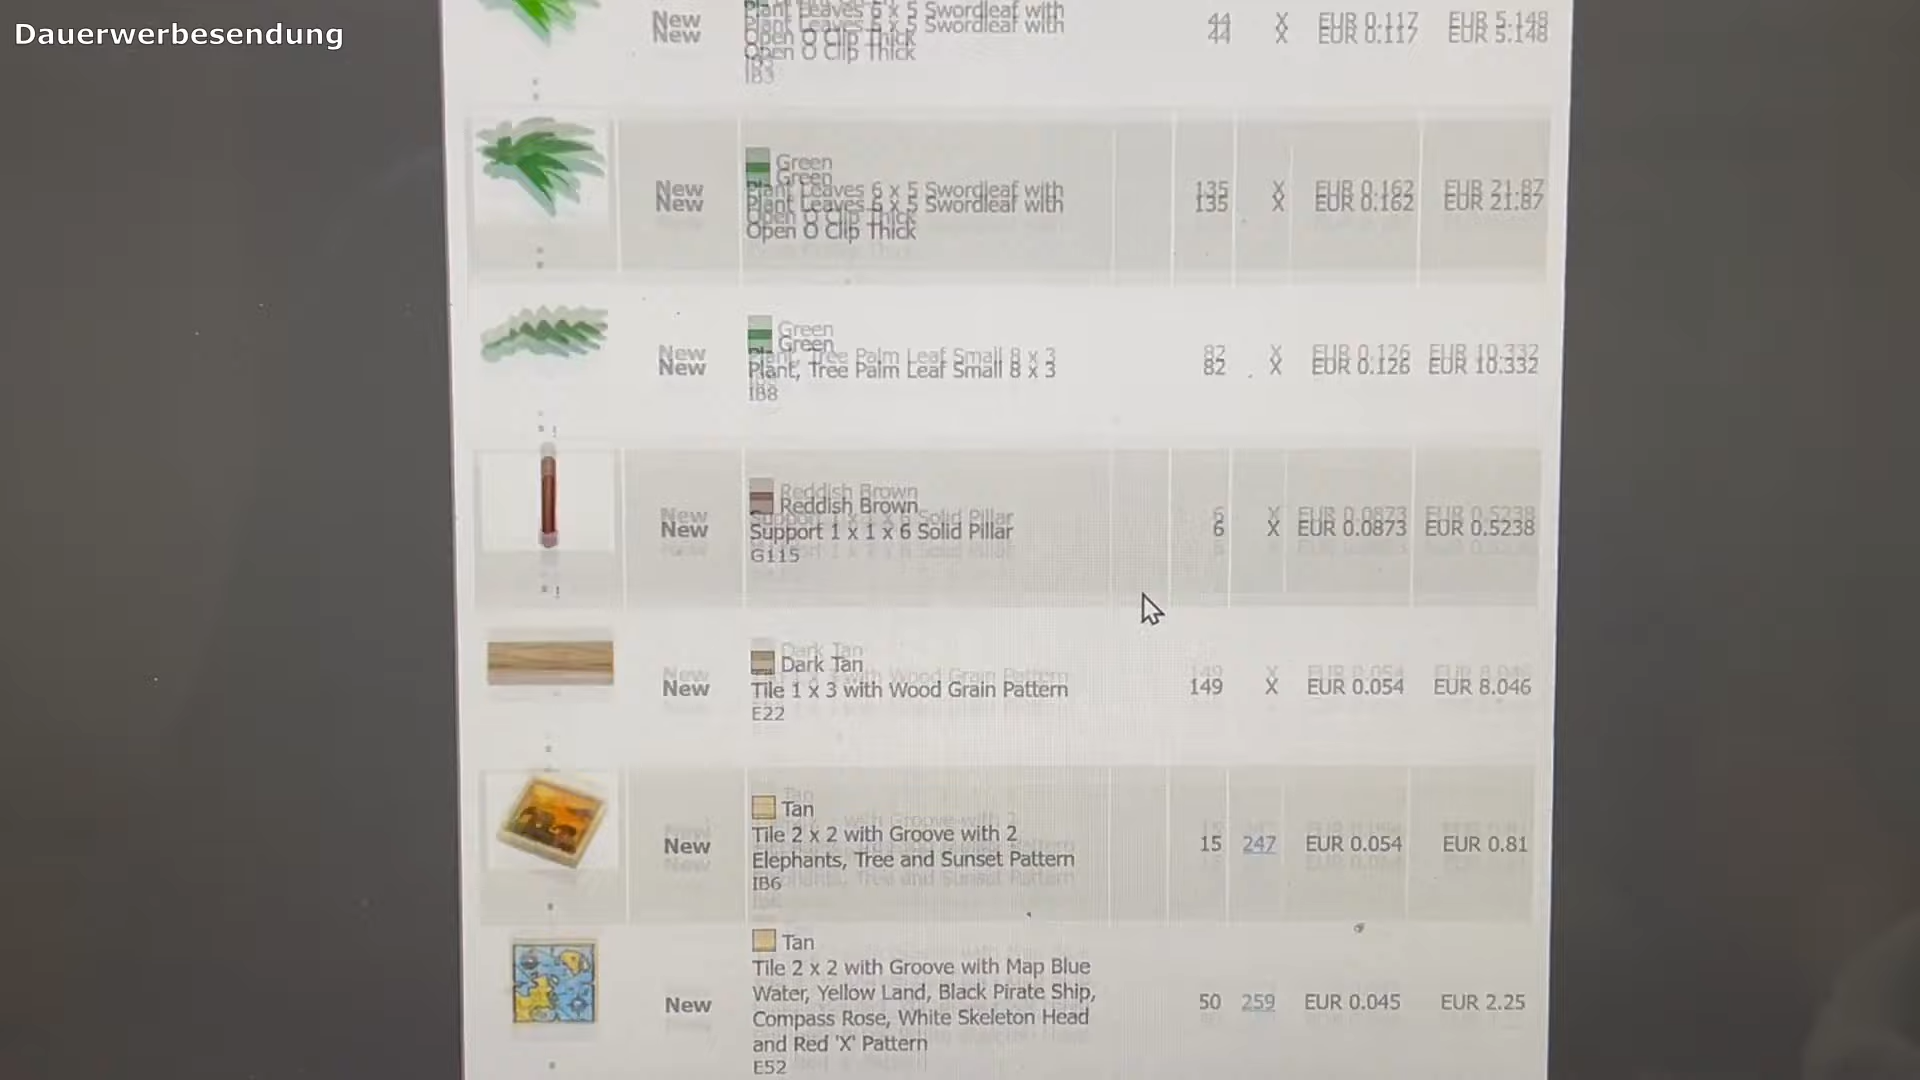 Dauerwerbesendung
New Plant Leaves 6 x 5 Swordleaf with 44 X EUR 0.117 EUR 5.148
Open O Clip Thick
IB3
Green
New Plant Leaves 6 x 5 Swordleaf with 135 X EUR 0.162 EUR 21.87
Open O Clip Thick
Green
New Plant, Tree Palm Leaf Small 8 x 3 82 X EUR 0.126 EUR 10.332
IB8
Reddish Brown
New Support 1 x 1 x 6 Solid Pillar 6 X EUR 0.0873 EUR 0.5238
G115
Dark Tan
New Tile 1 x 3 with Wood Grain Pattern 149 X EUR 0.054 EUR 8.046
E22
Tan
Tile 2 x 2 with Groove with 2
New Elephants, Tree and Sunset Pattern 15 247 EUR 0.054 EUR 0.81
IB6
Tan
Tile 2 x 2 with Groove with Map Blue
Water, Yellow Land, Black Pirate Ship,
New Compass Rose, White Skeleton Head 50 259 EUR 0.045 EUR 2.25
and Red 'X' Pattern
E52